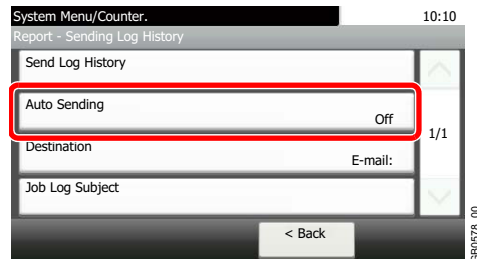 System Menu/Counter.
10:10
Report - Sending Log History
Send Log History
Auto Sending
Off
1/1
Destination
E-mail:
Job Log Subject
< Back
GB0578_00